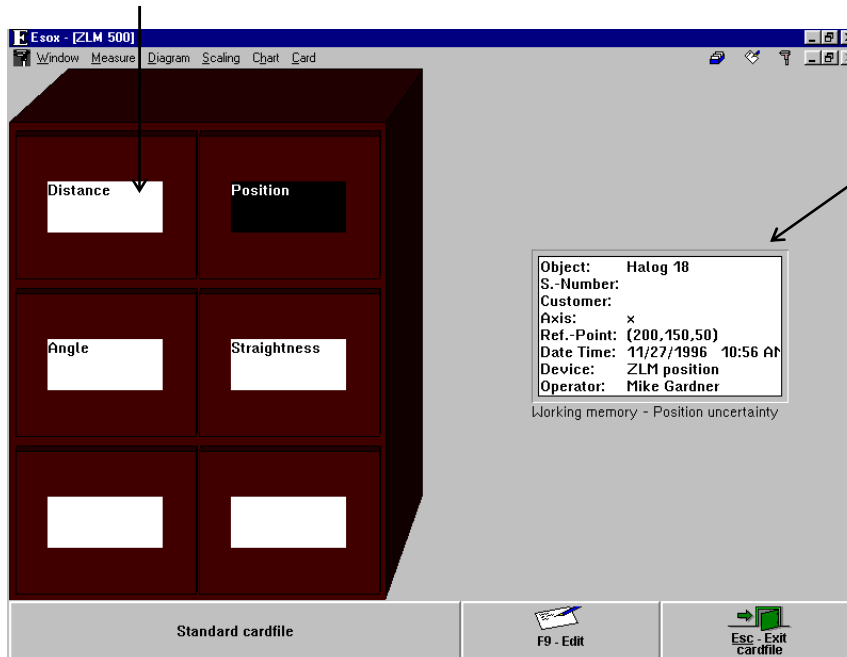 Esox - [ZLM 500]
Window Measure Diagram Scaling Chart Card
Distance
Position
Angle
Straightness
Object: Halog 18
S.-Number:
Customer:
Axis: x
Ref.-Point: (200,150,50)
Date Time: 11/27/1996 10:56 AM
Device: ZLM position
Operator: Mike Gardner
Working memory - Position uncertainty
Standard cardfile
F9 - Edit
Esc - Exit
cardfile